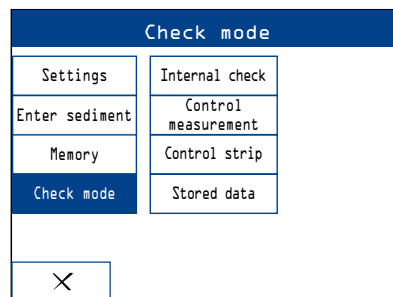 Check mode
Settings
Enter sediment
Memory
Check mode
Internal check
Control
measurement
Control strip
Stored data